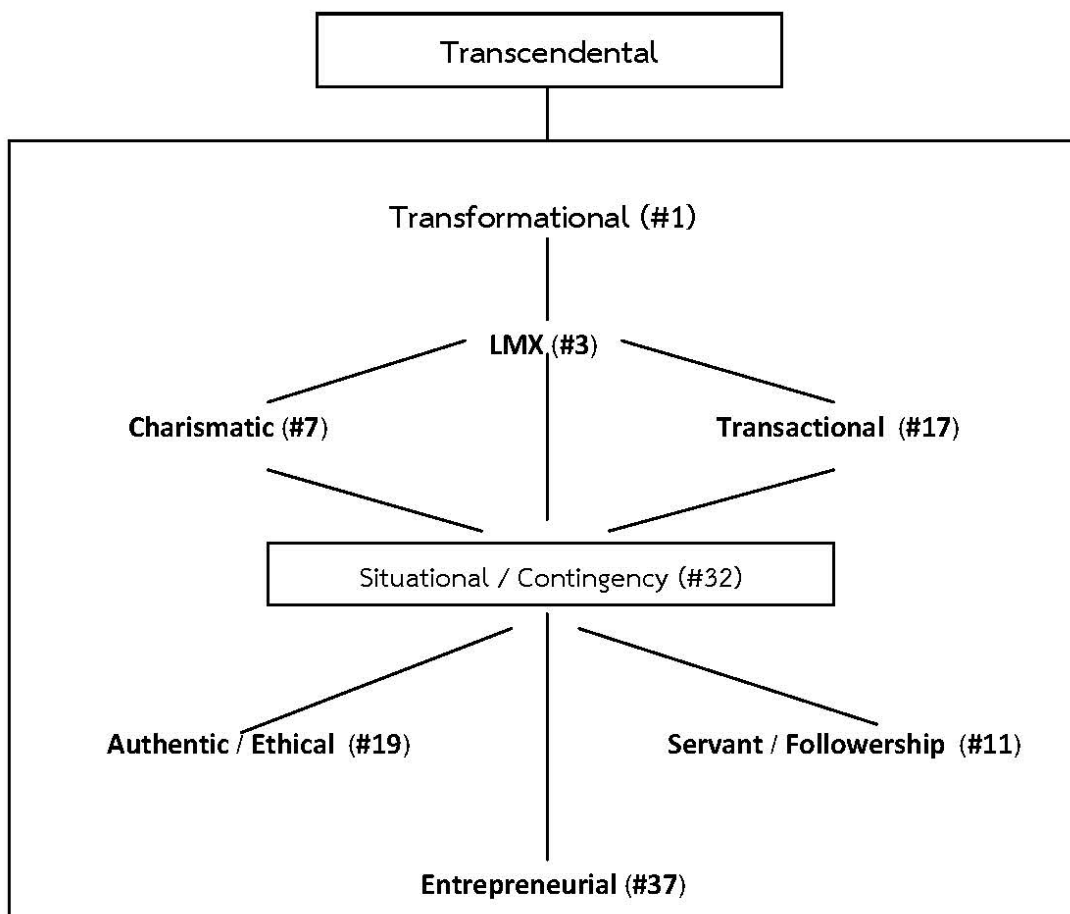 Transcendental
Transformational (#1)
LMX (#3)
Charismatic (#7)
Transactional (#17)
Situational / Contingency (#32)
Authentic / Ethical (#19)
Servant / Followership (#11)
Entrepreneurial (#37)